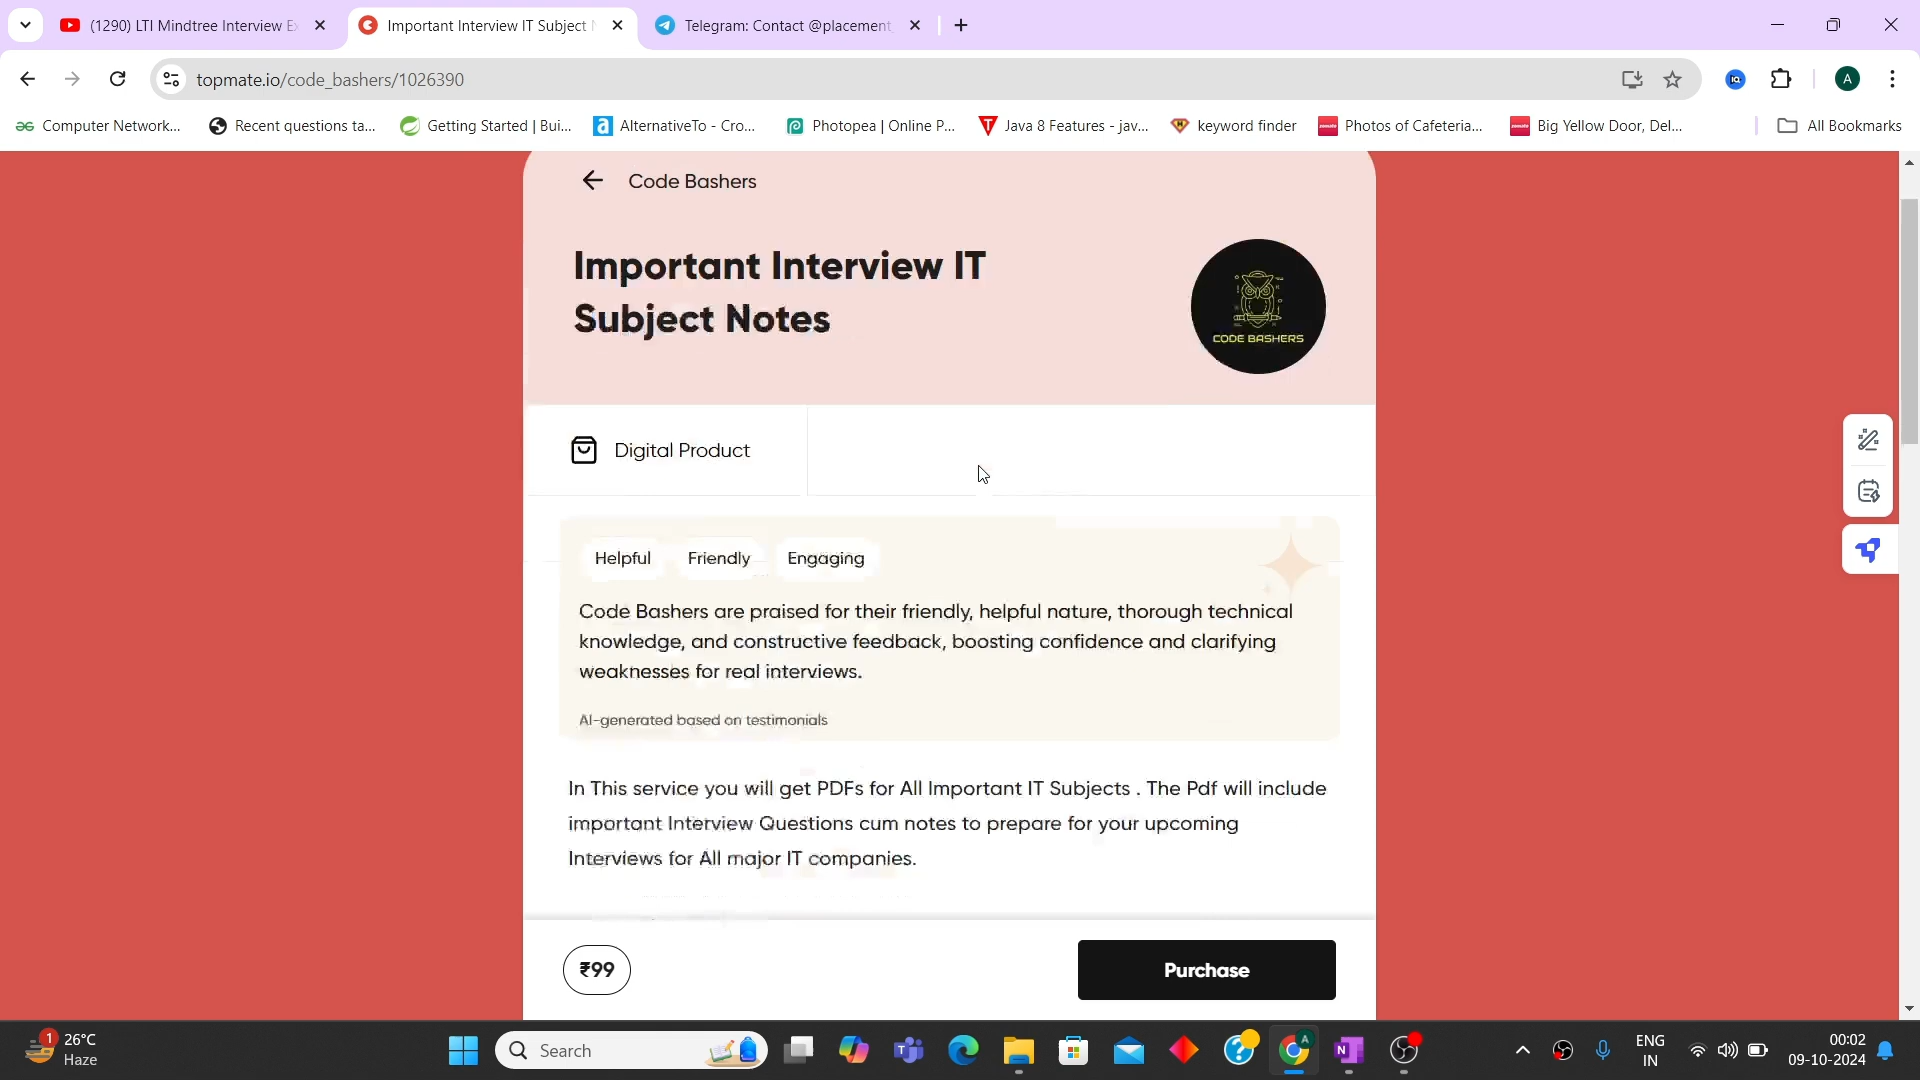 (1290) LTI Mindtree Interview Ex
Important Interview IT Subject N
Telegram: Contact @placement_
topmate.io/code_bashers/1026390
A
Computer Network...
Recent questions ta...
Getting Started | Bui...
AlternativeTo - Cro...
Photopea | Online P...
Java 8 Features - jav...
keyword finder
Photos of Cafeteria...
Big Yellow Door, Del...
All Bookmarks
Code Bashers
Important Interview IT
Subject Notes
CODE BASHERS
Digital Product
Helpful
Friendly
Engaging
Code Bashers are praised for their friendly, helpful nature, thorough technical
knowledge, and constructive feedback, boosting confidence and clarifying
weaknesses for real interviews.
AI-generated based on testimonials
In This service you will get PDFs for All Important IT Subjects . The Pdf will include
important Interview Questions cum notes to prepare for your upcoming
Interviews for All major IT companies.
₹99
Purchase
1
26°C
Haze
Search
ENG
IN
00:02
09-10-2024